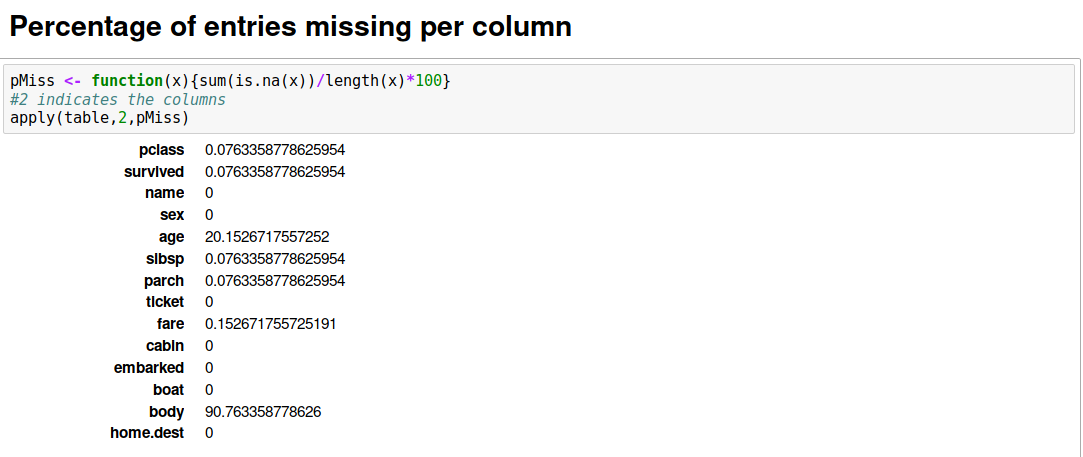 Percentage of entries missing per column
pMiss <- function(x){sum(is.na(x))/length(x)*100}
#2 indicates the columns
apply(table,2,pMiss)
pclass 0.0763358778625954
survived 0.0763358778625954
name 0
sex 0
age 20.1526717557252
sibsp 0.0763358778625954
parch 0.0763358778625954
ticket 0
fare 0.152671755725191
cabin 0
embarked 0
boat 0
body 90.763358778626
home.dest 0